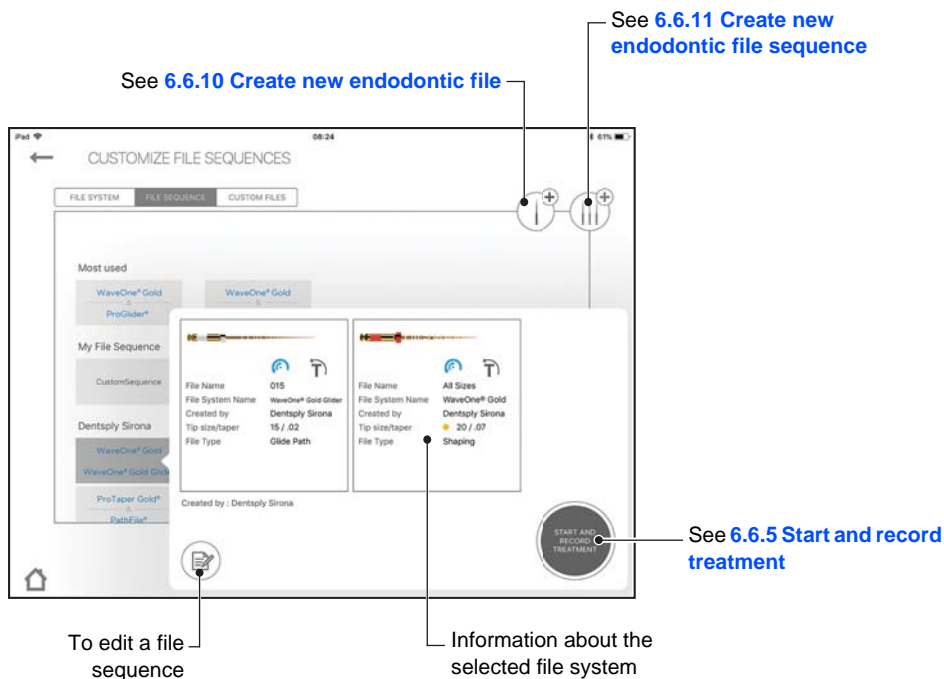 See 6.6.11 Create new
endodontic file sequence
See 6.6.10 Create new endodontic file
iPad 08:24 61%
CUSTOMIZE FILE SEQUENCES
FILE SYSTEM FILE SEQUENCE CUSTOM FILES
Most used
WaveOne® Gold WaveOne® Gold
& &
ProGlider®
My File Sequence
CustomSequence
File Name 015 File Name All Sizes
File System Name WaveOne® Gold Glider File System Name WaveOne® Gold
Created by Dentsply Sirona Created by Dentsply Sirona
Tip size/taper 15 / .02 Tip size/taper 20 / .07
File Type Glide Path File Type Shaping
Dentsply Sirona
WaveOne® Gold
WaveOne® Gold Glide
ProTaper Gold®
&
PathFile®
Created by : Dentsply Sirona
START AND
RECORD
TREATMENT
See 6.6.5 Start and record
treatment
To edit a file
sequence
Information about the
selected file system